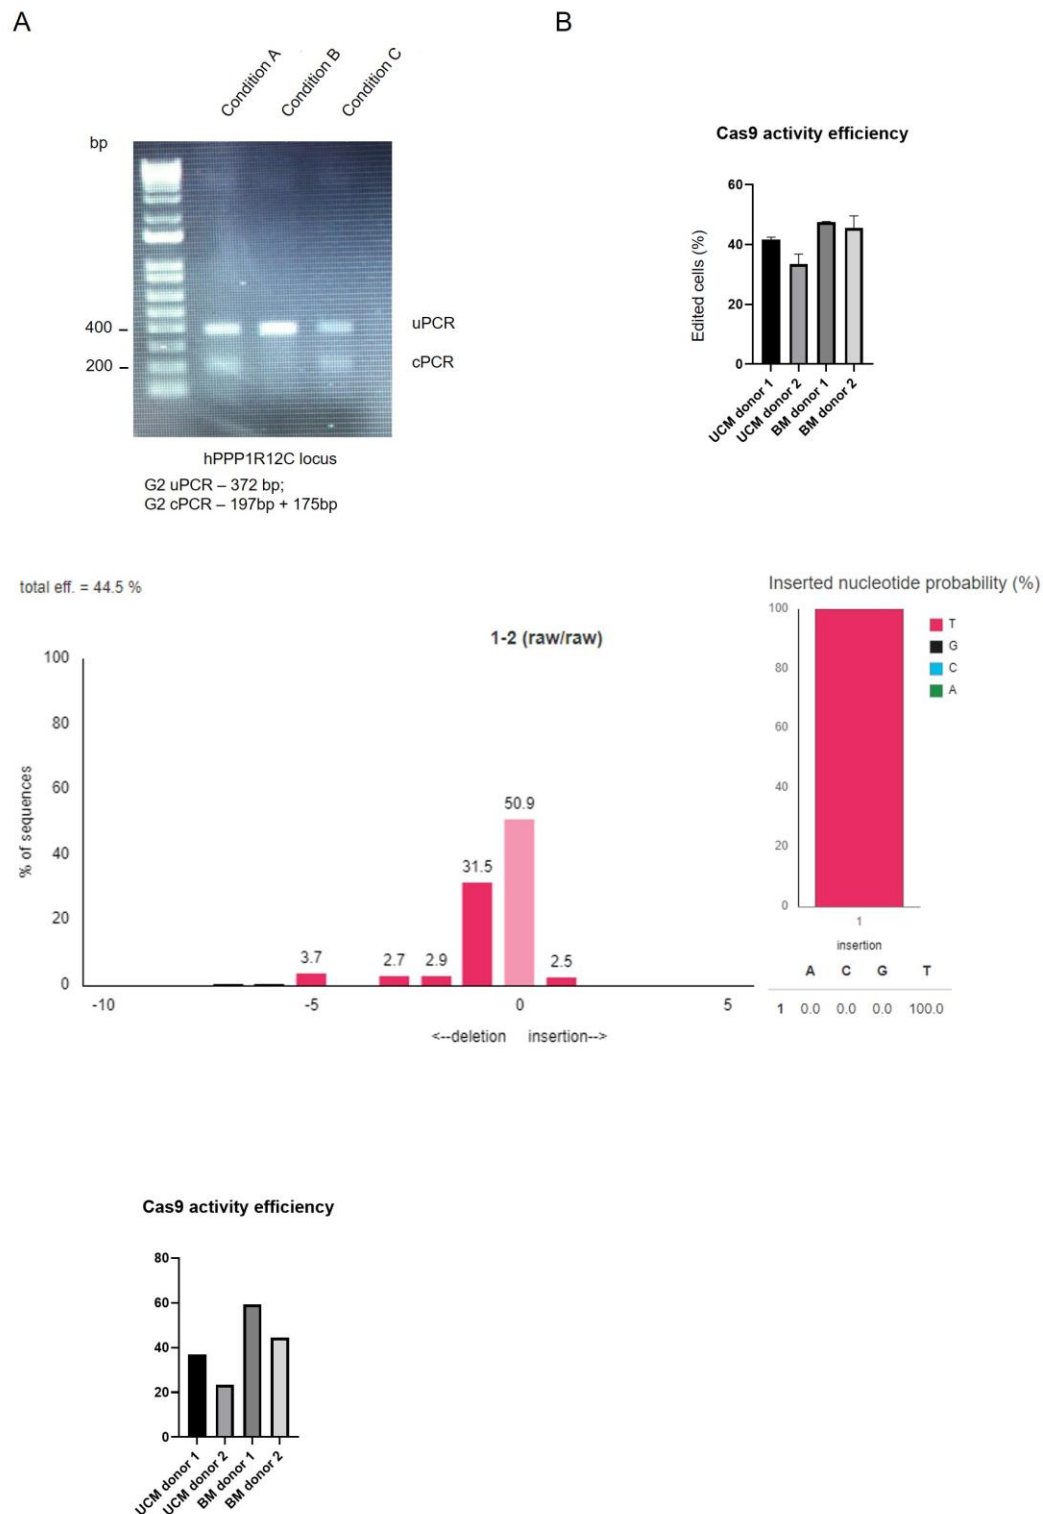 A
B
Condition A
Condition B
Condition C
bp
400
200
uPCR
cPCR
hPPP1R12C locus
G2 uPCR – 372 bp;
G2 cPCR – 197bp + 175bp
Cas9 activity efficiency
Edited cells (%)
60
40
20
0
UCM donor 1
UCM donor 2
BM donor 1
BM donor 2
total eff. = 44.5 %
1-2 (raw/raw)
% of sequences
100
80
60
40
20
0
3.7
2.7
2.9
31.5
50.9
2.5
-10
-5
0
5
<--deletion
insertion-->
Inserted nucleotide probability (%)
100
80
60
40
20
0
T
G
C
A
1
insertion
A C G T
1 0.0 0.0 0.0 100.0
Cas9 activity efficiency
80
60
40
20
0
UCM donor 1
UCM donor 2
BM donor 1
BM donor 2